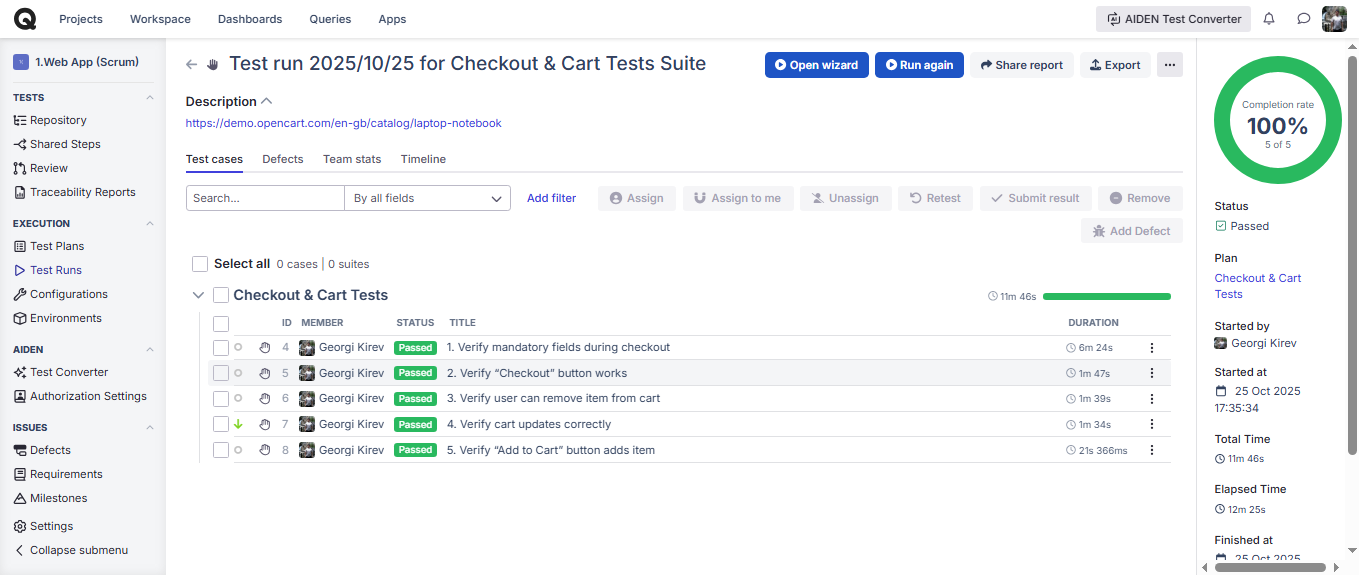 Projects Workspace Dashboards Queries Apps AIDEN Test Converter
1.Web App (Scrum)
TESTS
Repository
Shared Steps
Review
Traceability Reports
EXECUTION
Test Plans
Test Runs
Configurations
Environments
AIDEN
Test Converter
Authorization Settings
ISSUES
Defects
Requirements
Milestones
Settings
Collapse submenu
Test run 2025/10/25 for Checkout & Cart Tests Suite
Open wizard Run again Share report Export
Description
https://demo.opencart.com/en-gb/catalog/laptop-notebook
Test cases Defects Team stats Timeline
Search... By all fields Add filter Assign Assign to me Unassign Retest Submit result Remove
Add Defect
Select all 0 cases | 0 suites
Checkout & Cart Tests 11m 46s
ID MEMBER STATUS TITLE DURATION
4 Georgi Kirev Passed 1. Verify mandatory fields during checkout 6m 24s
5 Georgi Kirev Passed 2. Verify “Checkout” button works 1m 47s
6 Georgi Kirev Passed 3. Verify user can remove item from cart 1m 39s
7 Georgi Kirev Passed 4. Verify cart updates correctly 1m 34s
8 Georgi Kirev Passed 5. Verify “Add to Cart” button adds item 21s 366ms
Completion rate
100%
5 of 5
Status
Passed
Plan
Checkout & Cart
Tests
Started by
Georgi Kirev
Started at
25 Oct 2025
17:35:34
Total Time
11m 46s
Elapsed Time
12m 25s
Finished at
25 Oct 2025